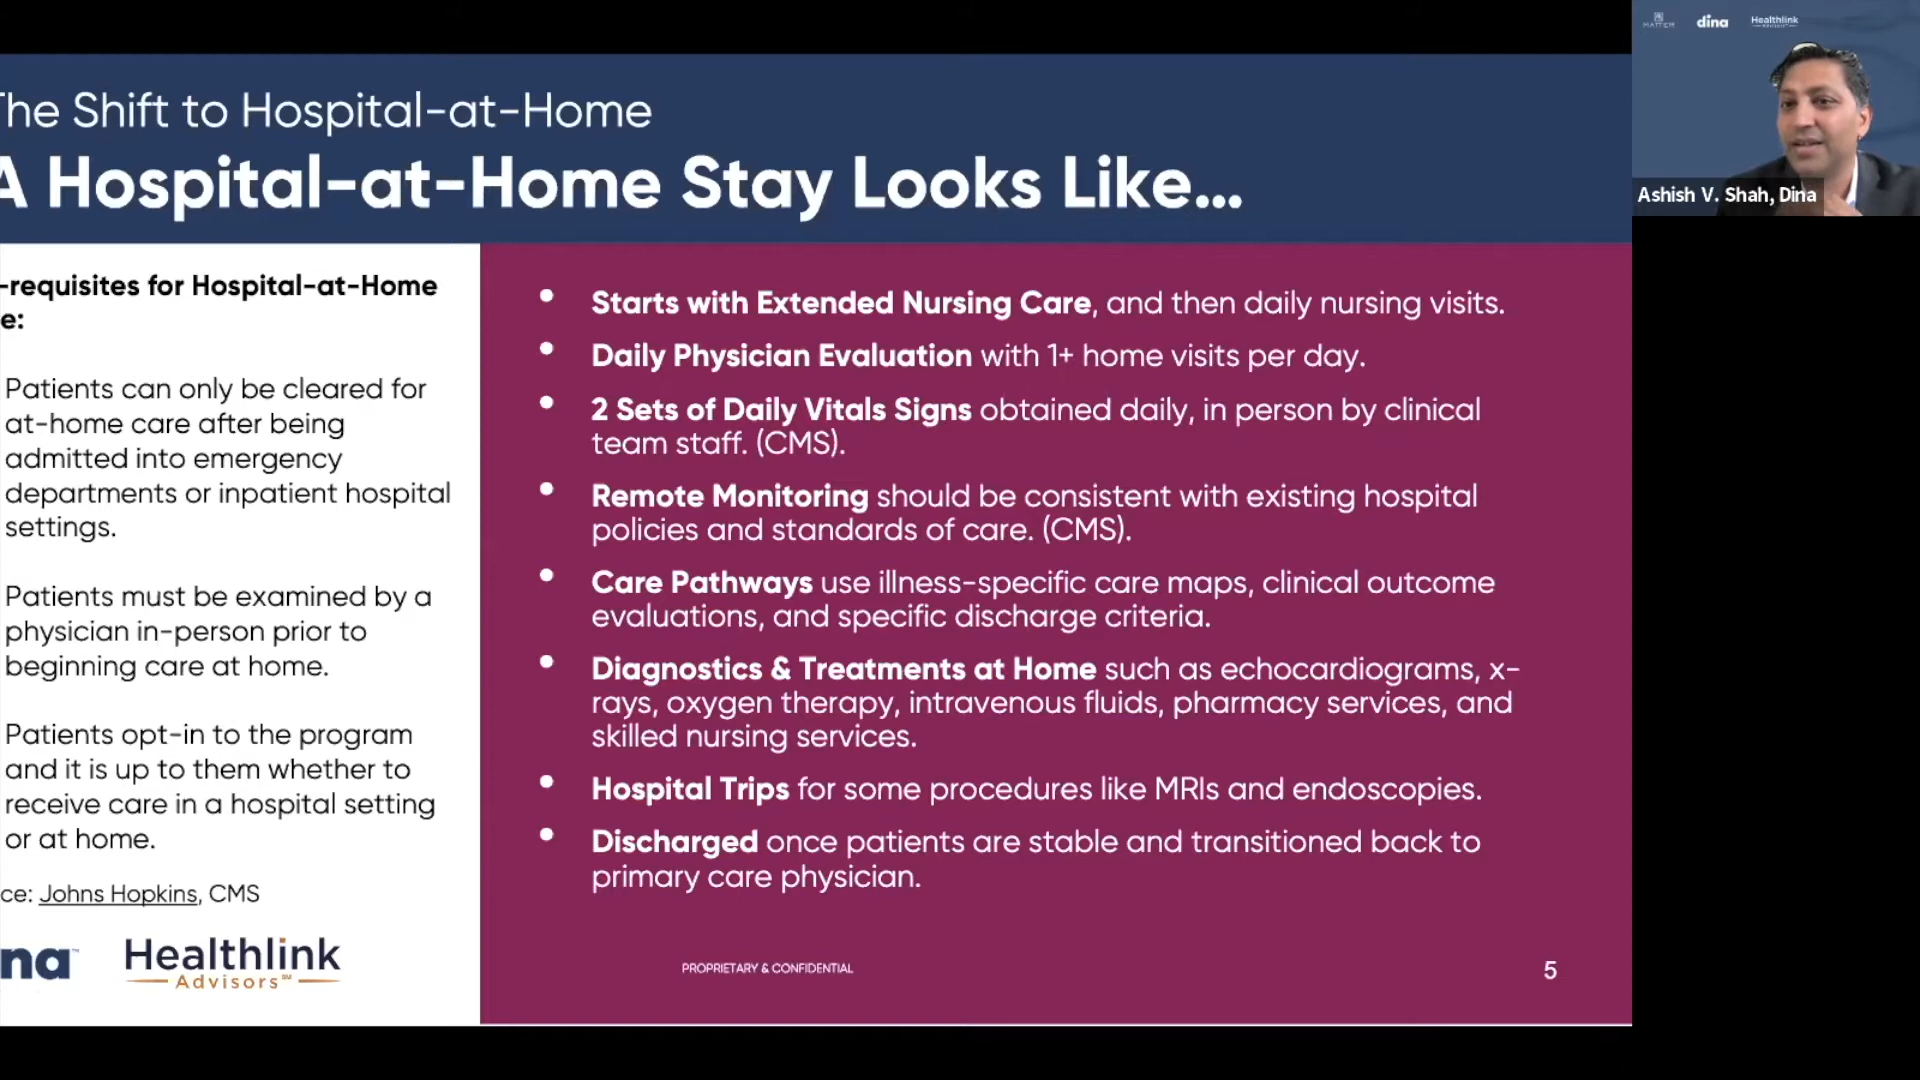 The Shift to Hospital-at-Home
A Hospital-at-Home Stay Looks Like...
-requisites for Hospital-at-Home
e:
Patients can only be cleared for
at-home care after being
admitted into emergency
departments or inpatient hospital
settings.
Patients must be examined by a
physician in-person prior to
beginning care at home.
Patients opt-in to the program
and it is up to them whether to
receive care in a hospital setting
or at home.
ce: Johns Hopkins, CMS
na™
Healthlink
Advisors℠
• Starts with Extended Nursing Care, and then daily nursing visits.
• Daily Physician Evaluation with 1+ home visits per day.
• 2 Sets of Daily Vitals Signs obtained daily, in person by clinical
team staff. (CMS).
• Remote Monitoring should be consistent with existing hospital
policies and standards of care. (CMS).
• Care Pathways use illness-specific care maps, clinical outcome
evaluations, and specific discharge criteria.
• Diagnostics & Treatments at Home such as echocardiograms, x-
rays, oxygen therapy, intravenous fluids, pharmacy services, and
skilled nursing services.
• Hospital Trips for some procedures like MRIs and endoscopies.
• Discharged once patients are stable and transitioned back to
primary care physician.
PROPRIETARY & CONFIDENTIAL
5
MATTER
dina
Healthlink
Advisors
Ashish V. Shah, Dina